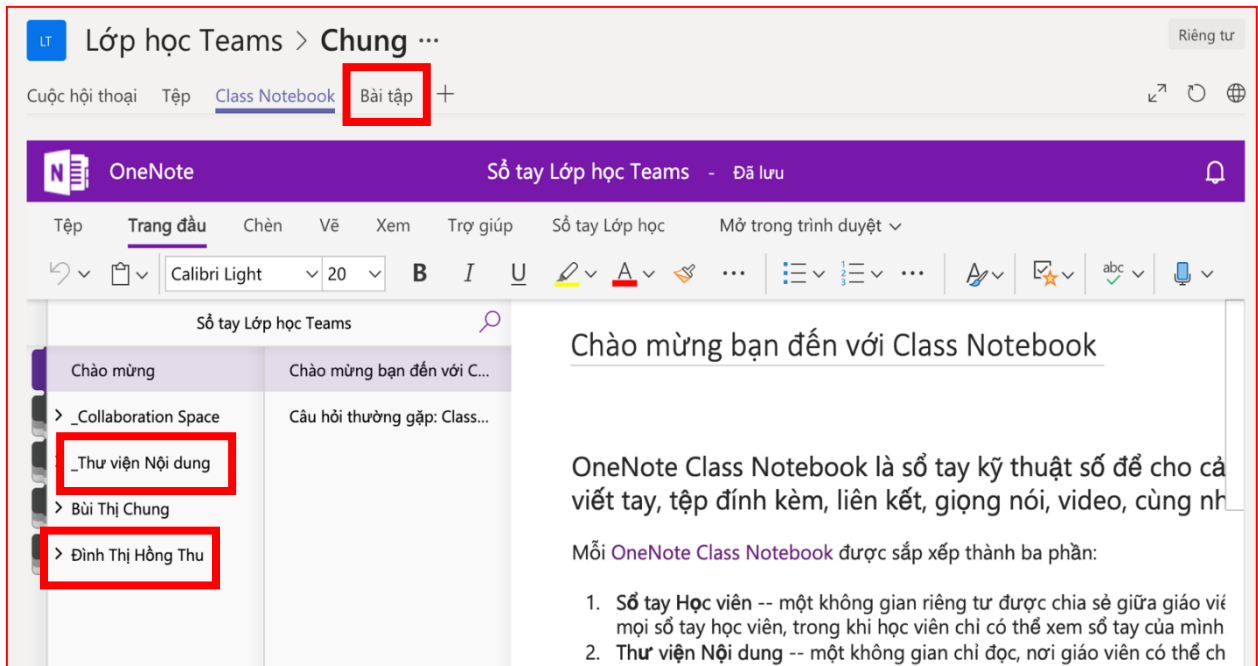 LT Lớp học Teams > Chung ··· Riêng tư
Cuộc hội thoại Tệp Class Notebook Bài tập +
N OneNote Sổ tay Lớp học Teams - Đã lưu
Tệp Trang đầu Chèn Vẽ Xem Trợ giúp Sổ tay Lớp học Mở trong trình duyệt
Calibri Light 20 B I U A ··· ··· abc
Sổ tay Lớp học Teams
Chào mừng
> _Collaboration Space
_Thư viện Nội dung
> Bùi Thị Chung
> Đình Thị Hồng Thu
Chào mừng bạn đến với C...
Câu hỏi thường gặp: Class...
Chào mừng bạn đến với Class Notebook
OneNote Class Notebook là sổ tay kỹ thuật số để cho cả
viết tay, tệp đính kèm, liên kết, giọng nói, video, cùng
Mỗi OneNote Class Notebook được sắp xếp thành ba phần:
1. Sổ tay Học viên -- một không gian riêng tư được chia sẻ giữa giáo
mọi sổ tay học viên, trong khi học viên chỉ có thể xem sổ tay của mình
2. Thư viện Nội dung -- một không gian chỉ đọc, nơi giáo viên có thể